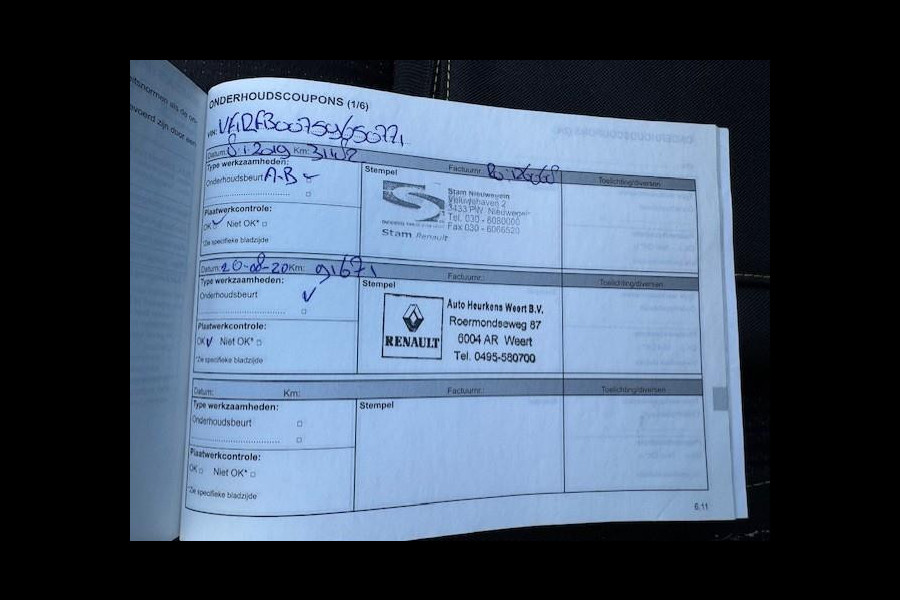 ONDERHOUDSCOUPONS (1/6)
VIN:
Datum: 8.1.2019 Km:
Factuurnr.:
Toelichting/diversen
Type werkzaamheden:
Onderhoudsbeurt A-B ✓
Plaatwerkcontrole:
OK ✓ Niet OK* □
*Zie specifieke bladzijde
Stempel
Stam Nieuwegein
3433 PW Nieuwegein
Tel. 030 - 6080000
Fax 030 - 6066520
Stam Renault
Datum: 20-08-20 Km: 91671
Factuurnr.:
Toelichting/diversen
Type werkzaamheden:
Onderhoudsbeurt ✓
Plaatwerkcontrole:
OK ✓ Niet OK* □
*Zie specifieke bladzijde
Stempel
RENAULT
Auto Heurkens Weert B.V.
Roermondseweg 87
6004 AR Weert
Tel. 0495-580700
Datum: Km:
Factuurnr.:
Toelichting/diversen
Type werkzaamheden:
Onderhoudsbeurt □
Plaatwerkcontrole:
OK □ Niet OK* □
*Zie specifieke bladzijde
Stempel
6.11